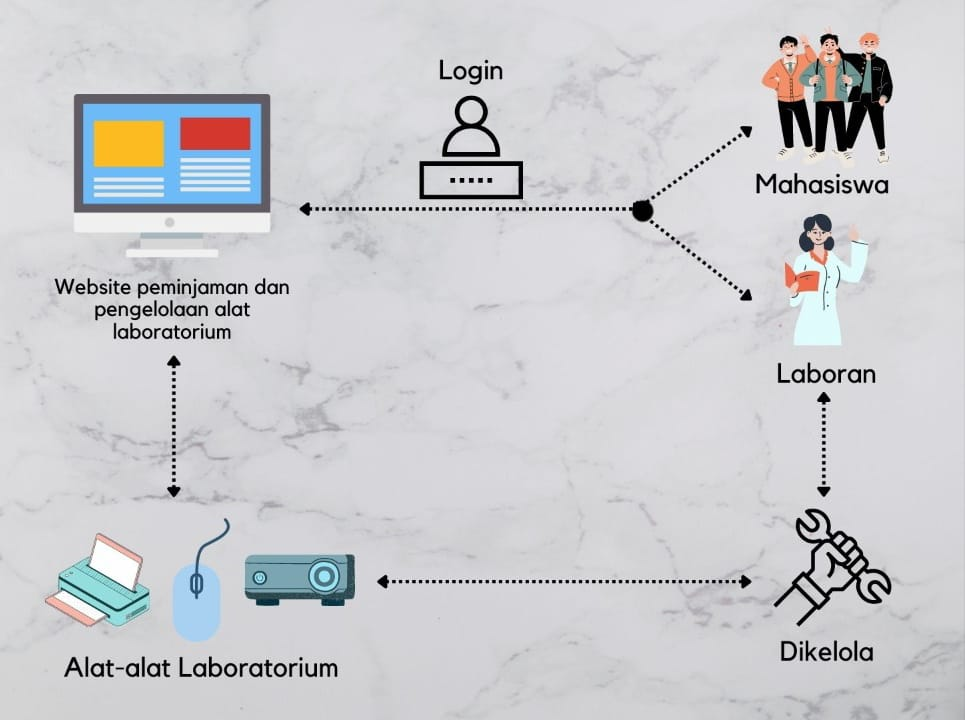 Login
Mahasiswa
Website peminjaman dan
pengelolaan alat
laboratorium
Laboran
Alat-alat Laboratorium
Dikelola